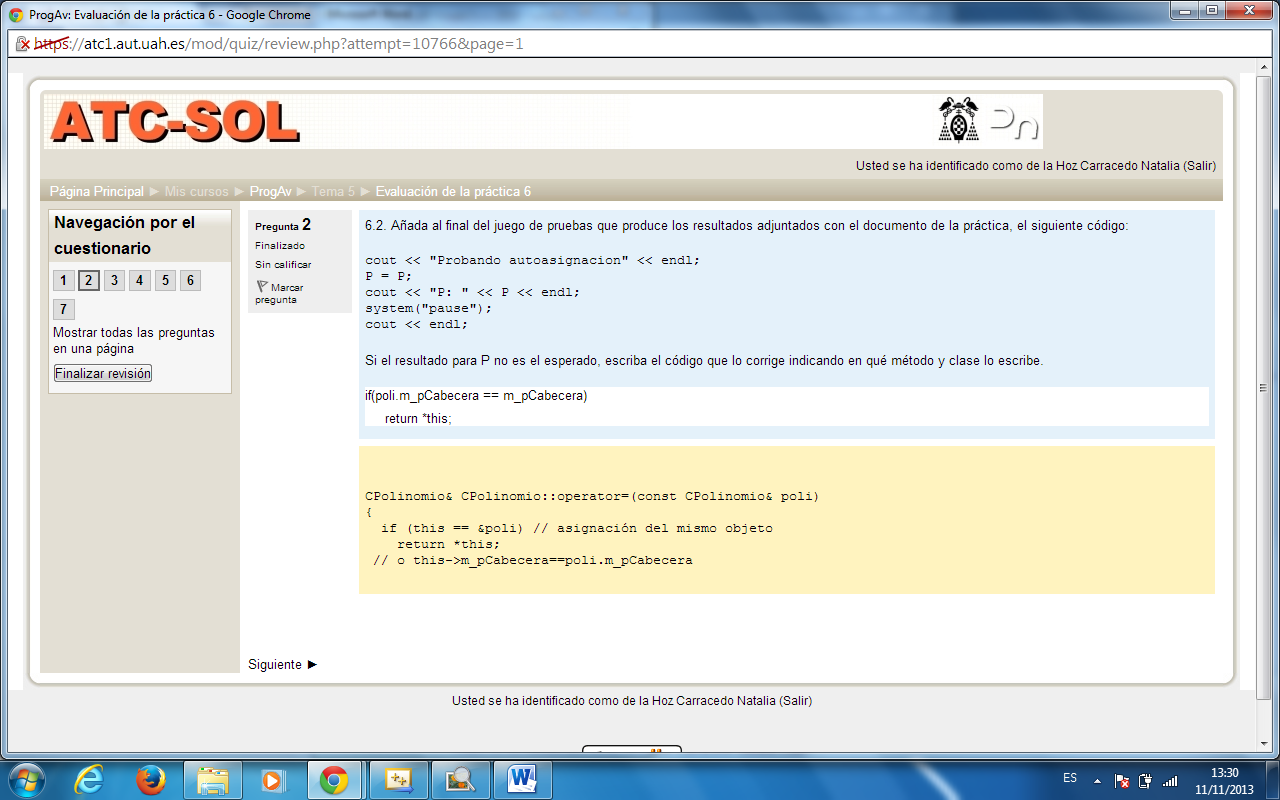 ProgAv: Evaluación de la práctica 6 - Google Chrome
https://atc1.aut.uah.es/mod/quiz/review.php?attempt=10766&page=1
ATC-SOL
Usted se ha identificado como de la Hoz Carracedo Natalia (Salir)
Página Principal ► Mis cursos ► ProgAv ► Tema 5 ► Evaluación de la práctica 6
Navegación por el
cuestionario
1 2 3 4 5 6
7
Mostrar todas las preguntas
en una página
Finalizar revisión
Pregunta 2
Finalizado
Sin calificar
Marcar
pregunta
6.2. Añada al final del juego de pruebas que produce los resultados adjuntados con el documento de la práctica, el siguiente código:
cout << "Probando autoasignacion" << endl;
P = P;
cout << "P: " << P << endl;
system("pause");
cout << endl;
Si el resultado para P no es el esperado, escriba el código que lo corrige indicando en qué método y clase lo escribe.
if(poli.m_pCabecera == m_pCabecera)
return *this;
CPolinomio& CPolinomio::operator=(const CPolinomio& poli)
{
if (this == &poli) // asignación del mismo objeto
return *this;
// o this->m_pCabecera==poli.m_pCabecera
Siguiente ►
Usted se ha identificado como de la Hoz Carracedo Natalia (Salir)
ES
13:30
11/11/2013